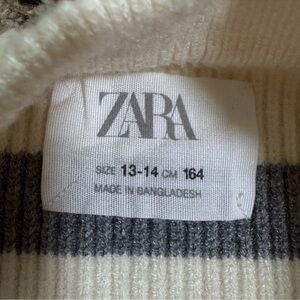 ZARA
SIZE 13-14 CM 164
MADE IN BANGLADESH